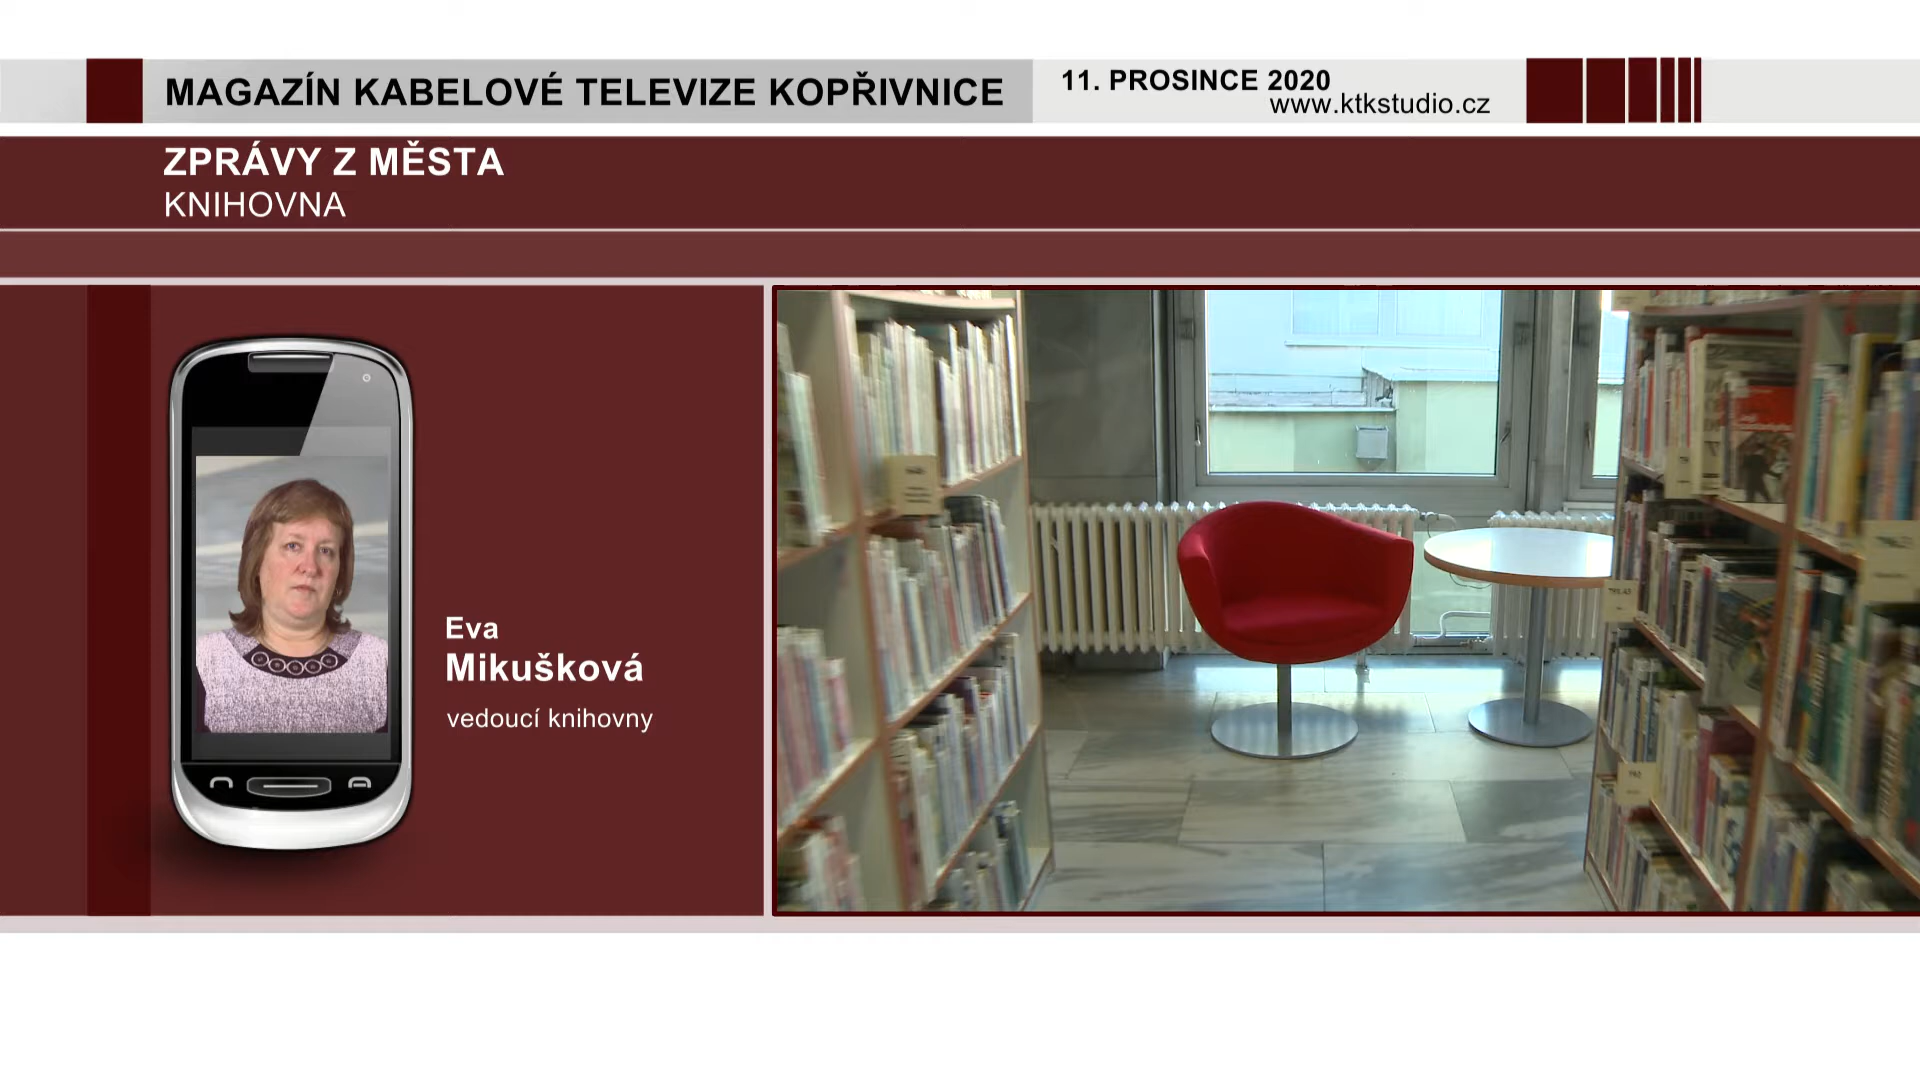 MAGAZÍN KABELOVÉ TELEVIZE KOPŘIVNICE
11. PROSINCE 2020
www.ktkstudio.cz
ZPRÁVY Z MĚSTA
KNIHOVNA
Eva
Mikušková
vedoucí knihovny